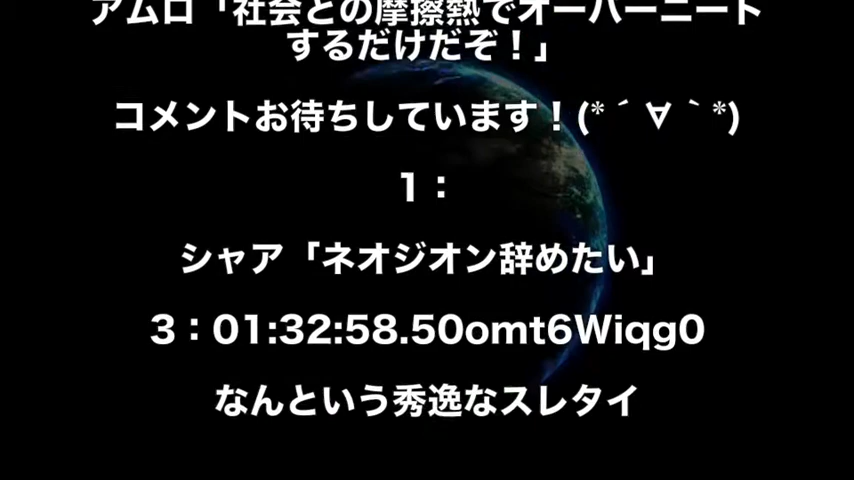 アムロ「社会との摩擦熱でオーバーニート
するだけだぞ！」
コメントお待ちしています！(*´∀｀*)
1：
シャア「ネオジオン辞めたい」
3：01:32:58.50omt6Wiqg0
なんという秀逸なスレタイ